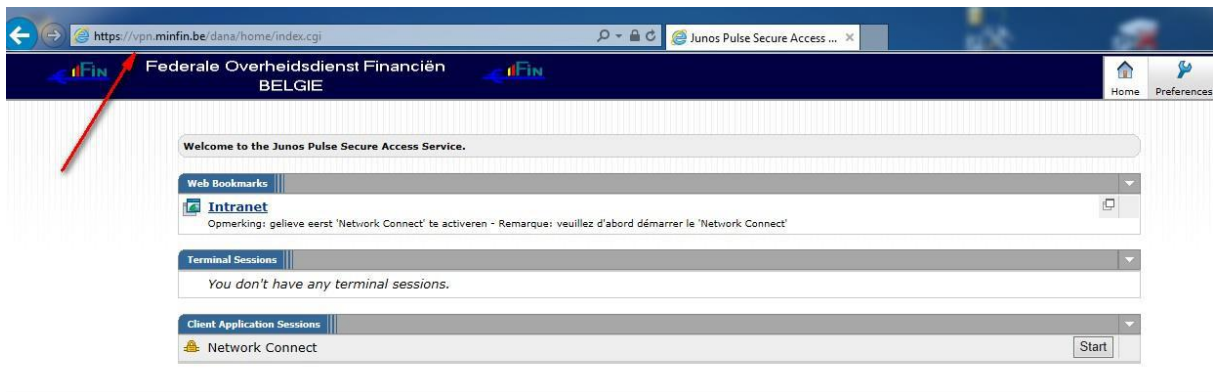 https://vpn.minfin.be/dana/home/index.cgi
Junos Pulse Secure Access ...
FIN
Federale Overheidsdienst Financiën
BELGIE
FIN
Home
Preferences
Welcome to the Junos Pulse Secure Access Service.
Web Bookmarks
Intranet
Opmerking: gelieve eerst 'Network Connect' te activeren - Remarque: veuillez d'abord démarrer le 'Network Connect'
Terminal Sessions
You don't have any terminal sessions.
Client Application Sessions
Network Connect
Start